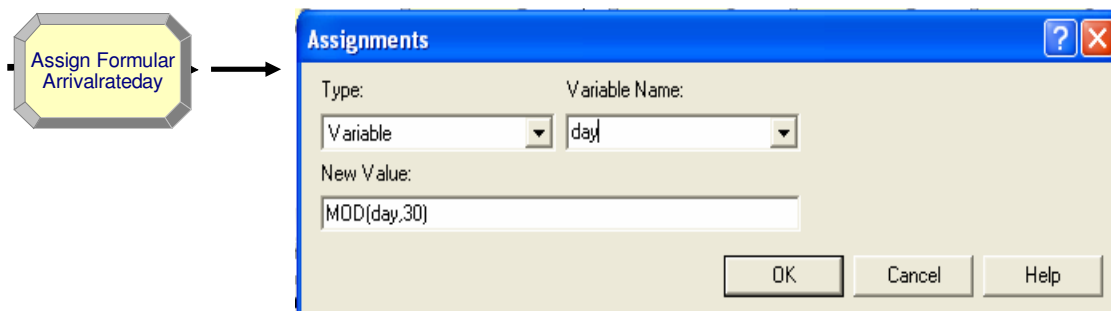 Assign Formular
Arrivalrateday
Assignments
Type: Variable Name:
Variable day
New Value:
MOD(day,30)
OK Cancel Help